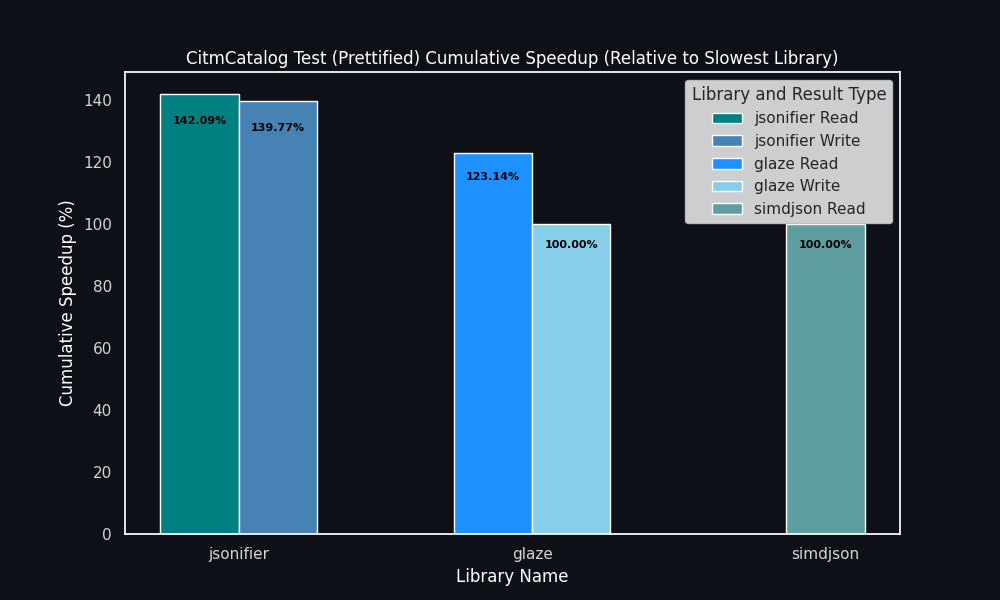 CitmCatalog Test (Prettified) Cumulative Speedup (Relative to Slowest Library)
Cumulative Speedup (%)
140
120
100
80
60
40
20
0
142.09%
139.77%
123.14%
100.00%
100.00%
Library and Result Type
jsonifier Read
jsonifier Write
glaze Read
glaze Write
simdjson Read
jsonifier
glaze
simdjson
Library Name